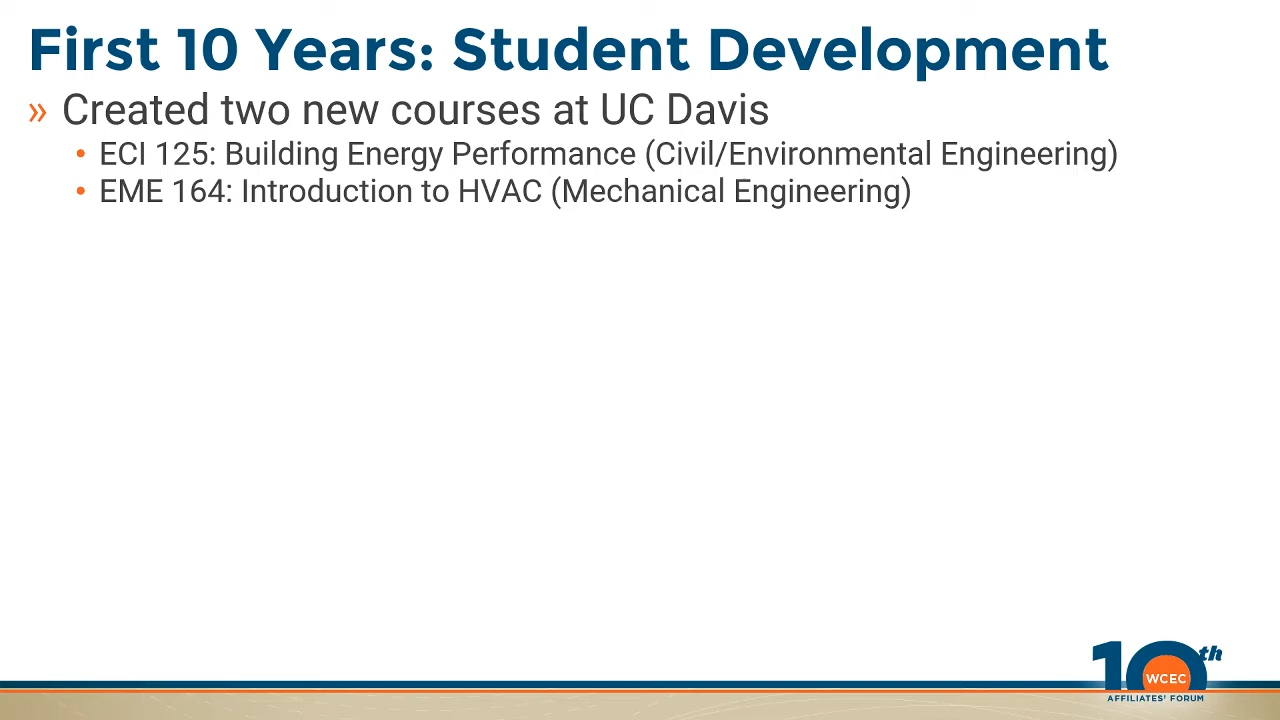 First 10 Years: Student Development
» Created two new courses at UC Davis
• ECI 125: Building Energy Performance (Civil/Environmental Engineering)
• EME 164: Introduction to HVAC (Mechanical Engineering)
10th
WCEC
AFFILIATES' FORUM